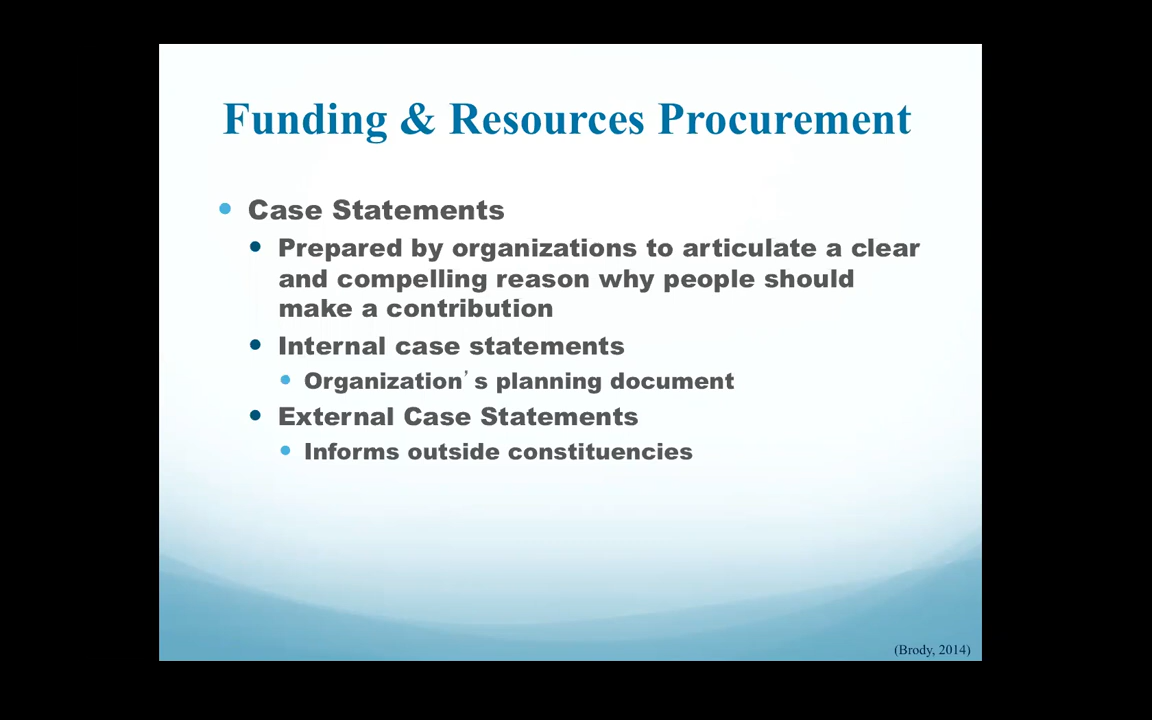 Funding & Resources Procurement
• Case Statements
• Prepared by organizations to articulate a clear
and compelling reason why people should
make a contribution
• Internal case statements
• Organization’s planning document
• External Case Statements
• Informs outside constituencies
(Brody, 2014)